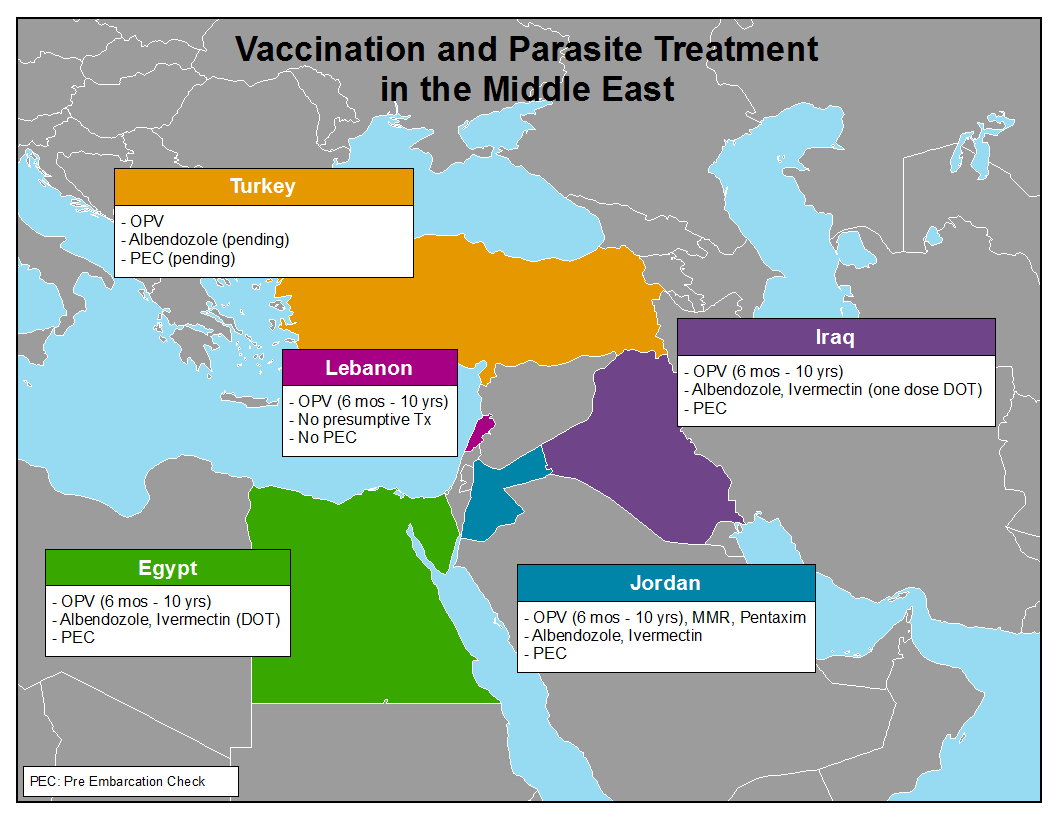 Vaccination and Parasite Treatment
in the Middle East
Turkey
- OPV
- Albendozole (pending)
- PEC (pending)
Lebanon
- OPV (6 mos - 10 yrs)
- No presumptive Tx
- No PEC
Iraq
- OPV (6 mos - 10 yrs)
- Albendozole, Ivermectin (one dose DOT)
- PEC
Egypt
- OPV (6 mos - 10 yrs)
- Albendozole, Ivermectin (DOT)
- PEC
Jordan
- OPV (6 mos - 10 yrs), MMR, Pentaxim
- Albendozole, Ivermectin
- PEC
PEC: Pre Embarcation Check